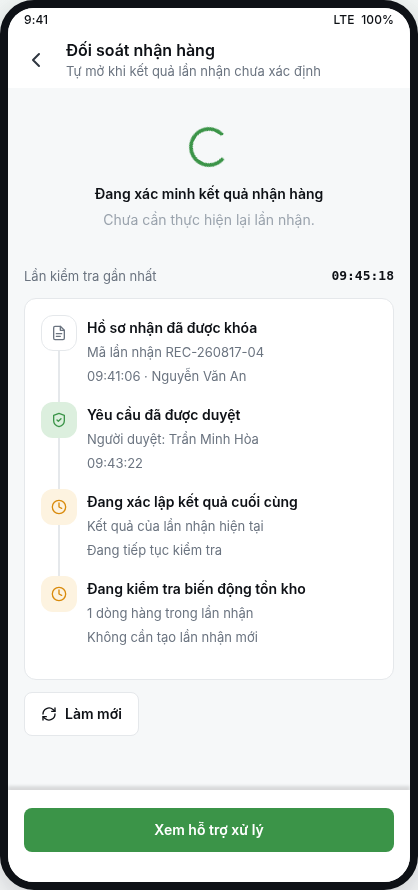 9:41 LTE 100%
Đối soát nhận hàng
Tự mở khi kết quả lần nhận chưa xác định
Đang xác minh kết quả nhận hàng
Chưa cần thực hiện lại lần nhận.
Lần kiểm tra gần nhất 09:45:18
Hồ sơ nhận đã được khóa
Mã lần nhận REC-260817-04
09:41:06 · Nguyễn Văn An
Yêu cầu đã được duyệt
Người duyệt: Trần Minh Hòa
09:43:22
Đang xác lập kết quả cuối cùng
Kết quả của lần nhận hiện tại
Đang tiếp tục kiểm tra
Đang kiểm tra biến động tồn kho
1 dòng hàng trong lần nhận
Không cần tạo lần nhận mới
Làm mới
Xem hỗ trợ xử lý